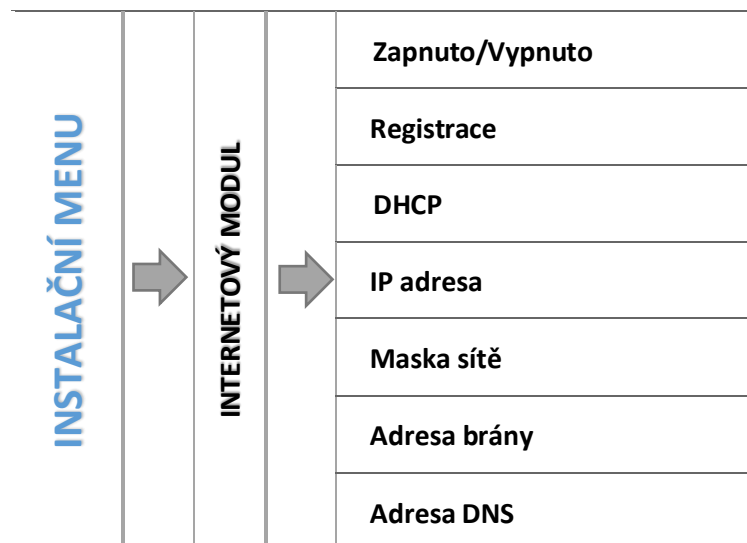 INSTALAČNÍ MENU
INTERNETOVÝ MODUL
Zapnuto/Vypnuto
Registrace
DHCP
IP adresa
Maska sítě
Adresa brány
Adresa DNS